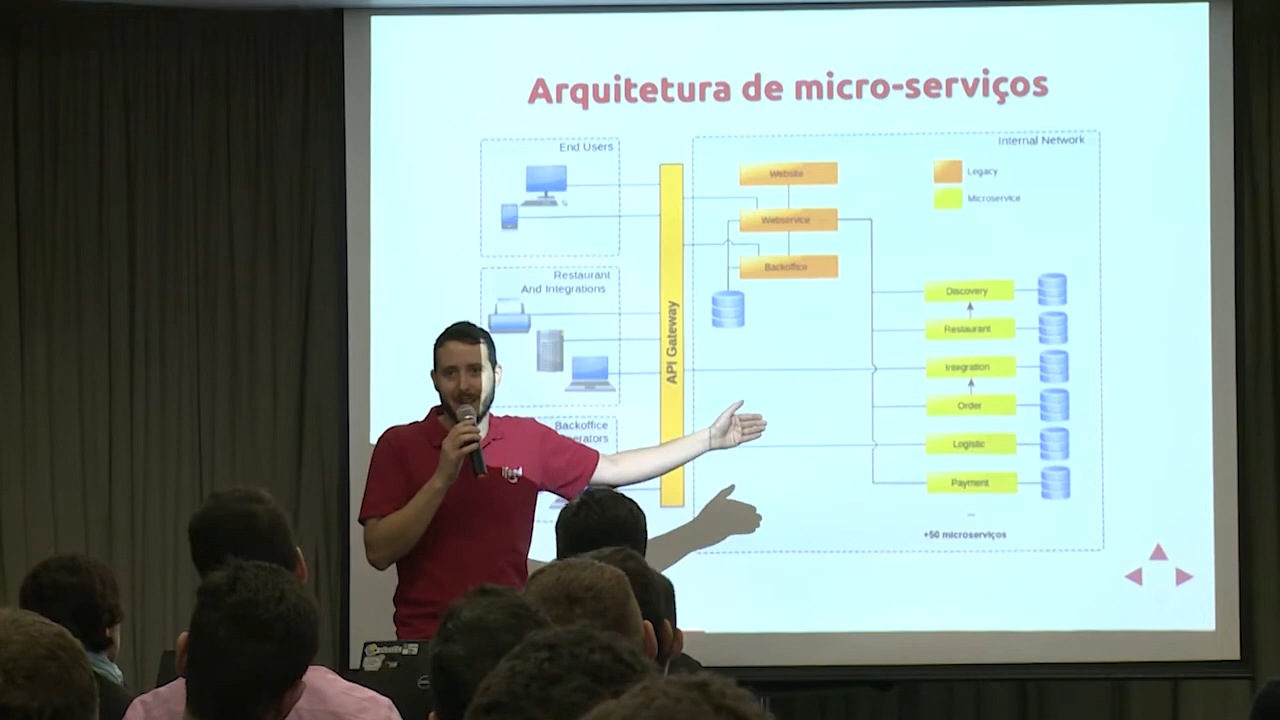 Arquitetura de micro-serviços
End Users
Internal Network
Website
Legacy
Microservice
Webservice
Backoffice
Restaurant
And Integrations
Discovery
Restaurant
API Gateway
Integration
Order
Backoffice
Logistic
Payment
...
+50 microserviços